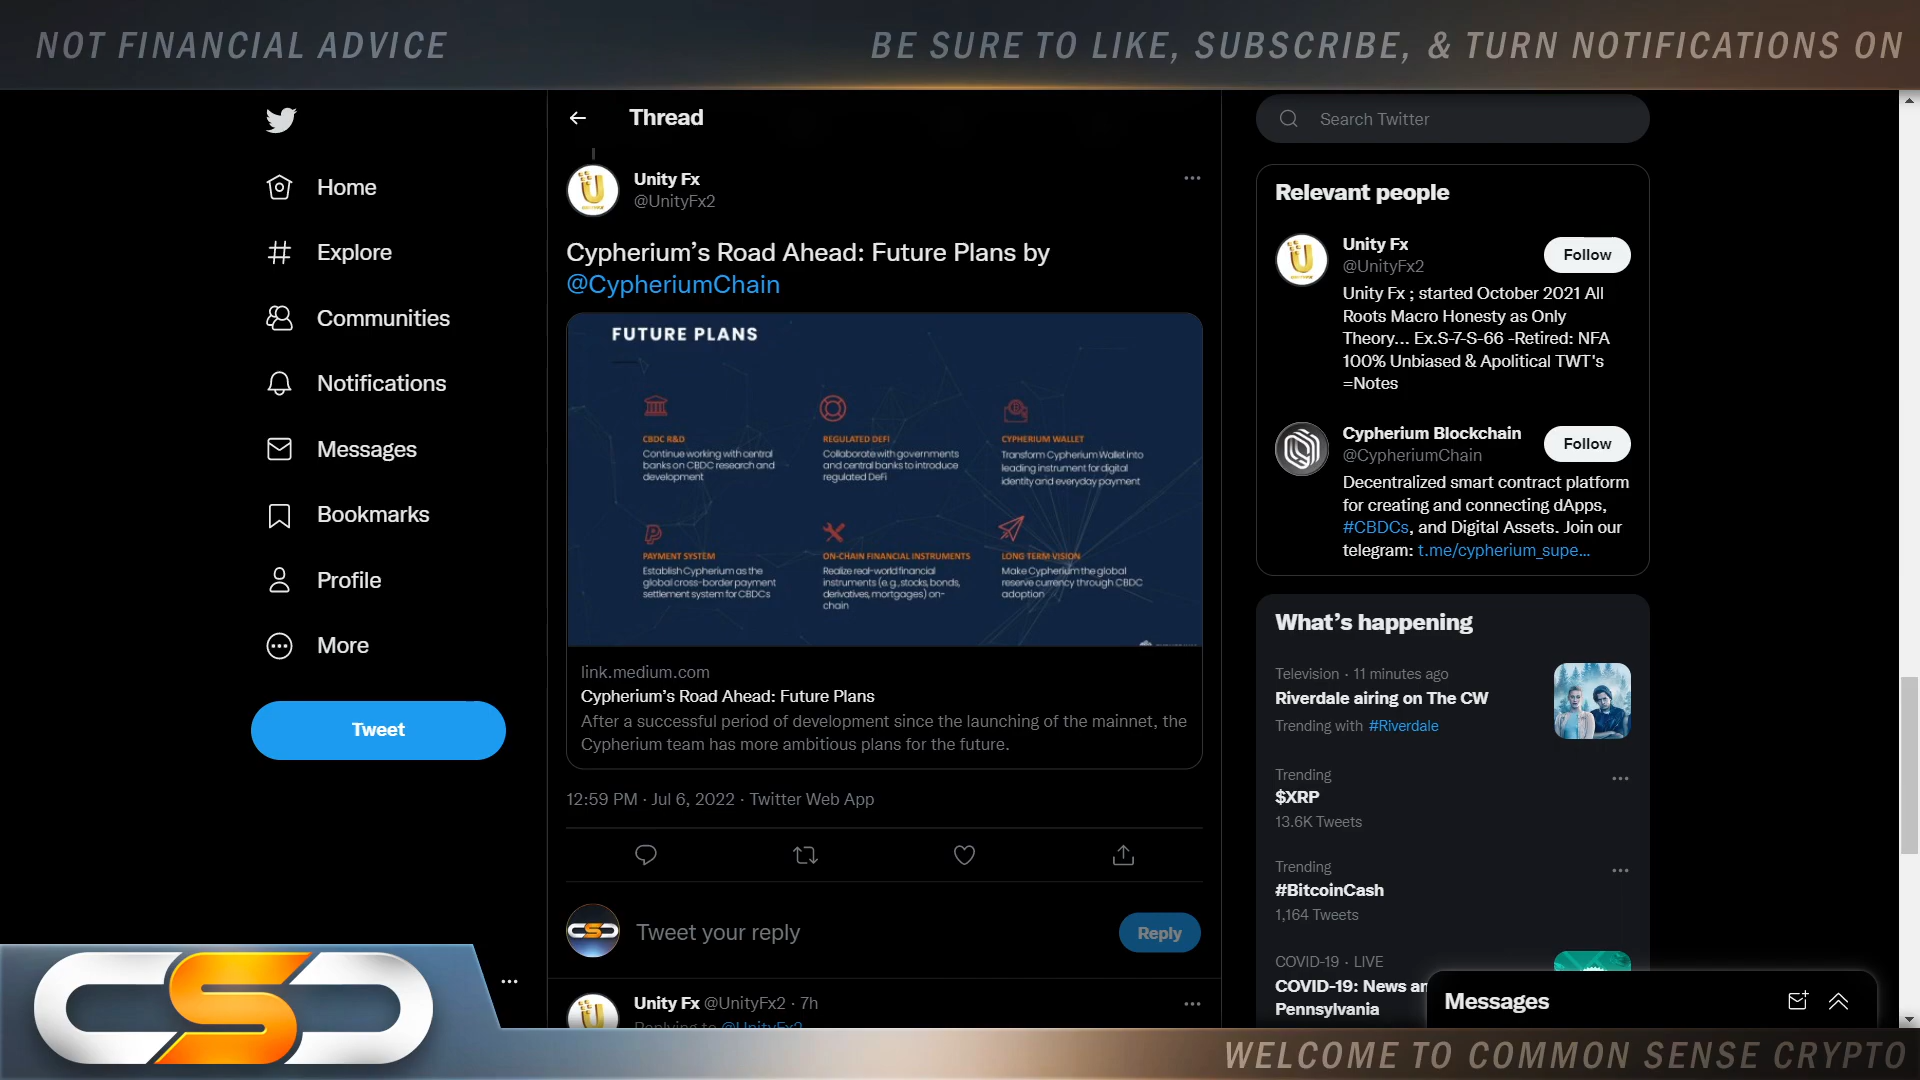 NOT FINANCIAL ADVICE
BE SURE TO LIKE, SUBSCRIBE, & TURN NOTIFICATIONS ON
Home
Explore
Communities
Notifications
Messages
Bookmarks
Profile
More
Tweet
Thread
Unity Fx
@UnityFx2
Cypherium’s Road Ahead: Future Plans by
@CypheriumChain
FUTURE PLANS
CBDC R&D
Continue working with central
banks on CBDC research and
development
REGULATED DEFI
Collaborate with governments
and central banks to introduce
regulated DeFi
CYPHERIUM WALLET
Transform Cypherium Wallet into
leading instrument for digital
identity and everyday payment
PAYMENT SYSTEM
Establish Cypherium as the
global cross-border payment
settlement system for CBDCs
ON-CHAIN FINANCIAL INSTRUMENTS
Realize real-world financial
instruments (e.g., stocks, bonds,
derivatives, mortgages) on-
chain
LONG TERM VISION
Make Cypherium the global
reserve currency through CBDC
adoption
link.medium.com
Cypherium’s Road Ahead: Future Plans
After a successful period of development since the launching of the mainnet, the
Cypherium team has more ambitious plans for the future.
12:59 PM · Jul 6, 2022 · Twitter Web App
CSC
Tweet your reply
Reply
Unity Fx @UnityFx2 · 7h
Replying to @UnityFx2
Search Twitter
Relevant people
Unity Fx
@UnityFx2
Follow
Unity Fx ; started October 2021 All
Roots Macro Honesty as Only
Theory... Ex.S-7-S-66 -Retired: NFA
100% Unbiased & Apolitical TWT's
=Notes
Cypherium Blockchain
@CypheriumChain
Follow
Decentralized smart contract platform
for creating and connecting dApps,
#CBDCs, and Digital Assets. Join our
telegram: t.me/cypherium_supe…
What’s happening
Television · 11 minutes ago
Riverdale airing on The CW
Trending with #Riverdale
Trending
$XRP
13.6K Tweets
Trending
#BitcoinCash
1,164 Tweets
COVID-19 · LIVE
COVID-19: News
Pennsylvania
Messages
CSC
WELCOME TO COMMON SENSE CRYPTO